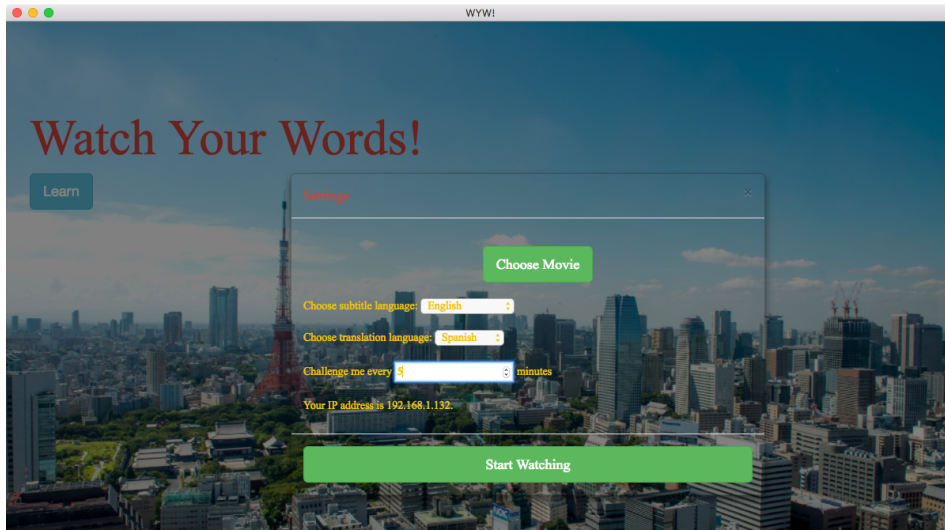 WYW!
Watch Your Words!
Learn
Settings
×
Choose Movie
Choose subtitle language: English
Choose translation language: Spanish
Challenge me every 5 minutes
Your IP address is 192.168.1.132.
Start Watching